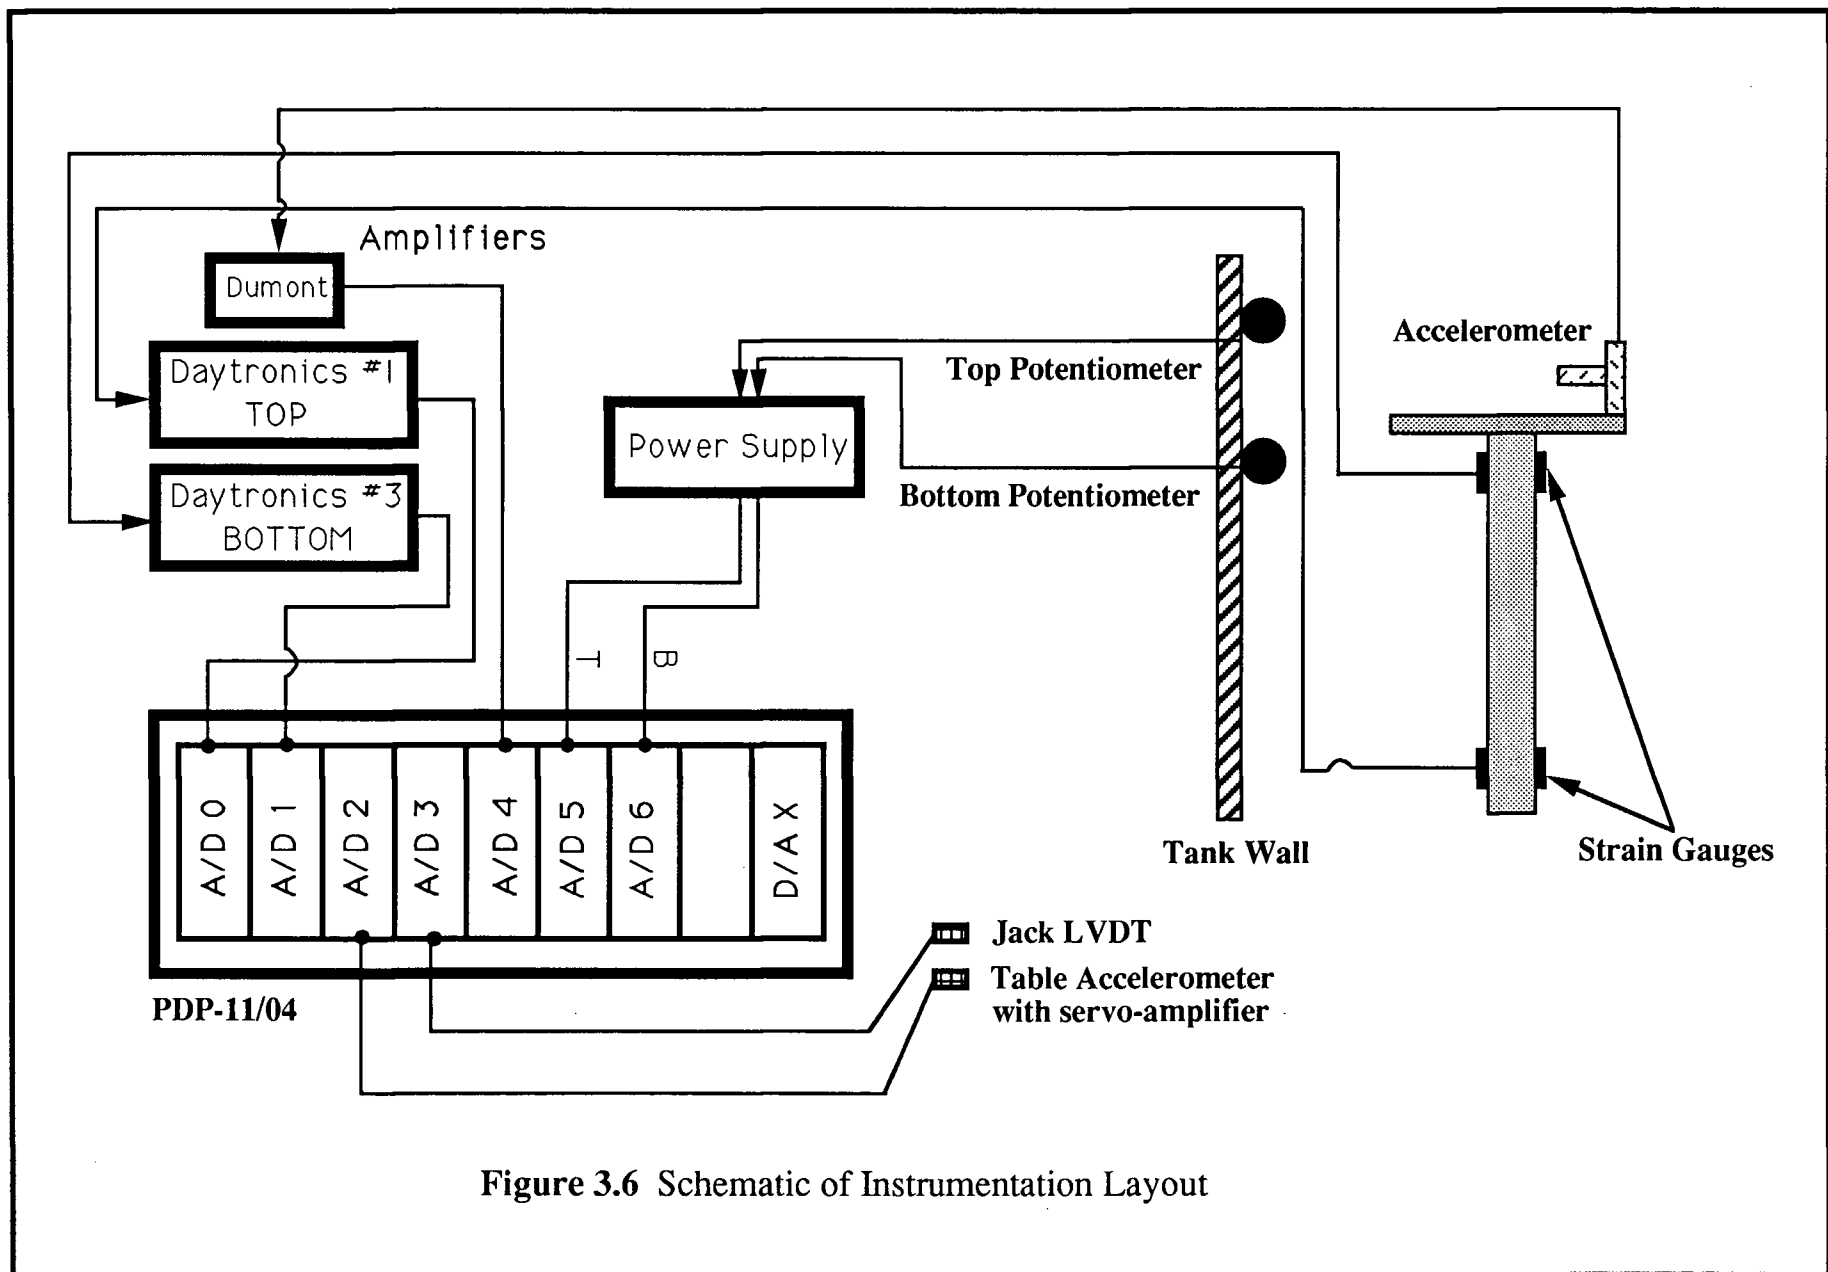 Amplifiers
Dumont
Accelerometer
Daytronics #1
TOP
Top Potentiometer
Power Supply
Daytronics #3
BOTTOM
Bottom Potentiometer
T
B
A/D 0
A/D 1
A/D 2
A/D 3
A/D 4
A/D 5
A/D 6
D/A X
Tank Wall
Strain Gauges
Jack LVDT
Table Accelerometer
with servo-amplifier
PDP-11/04
Figure 3.6 Schematic of Instrumentation Layout